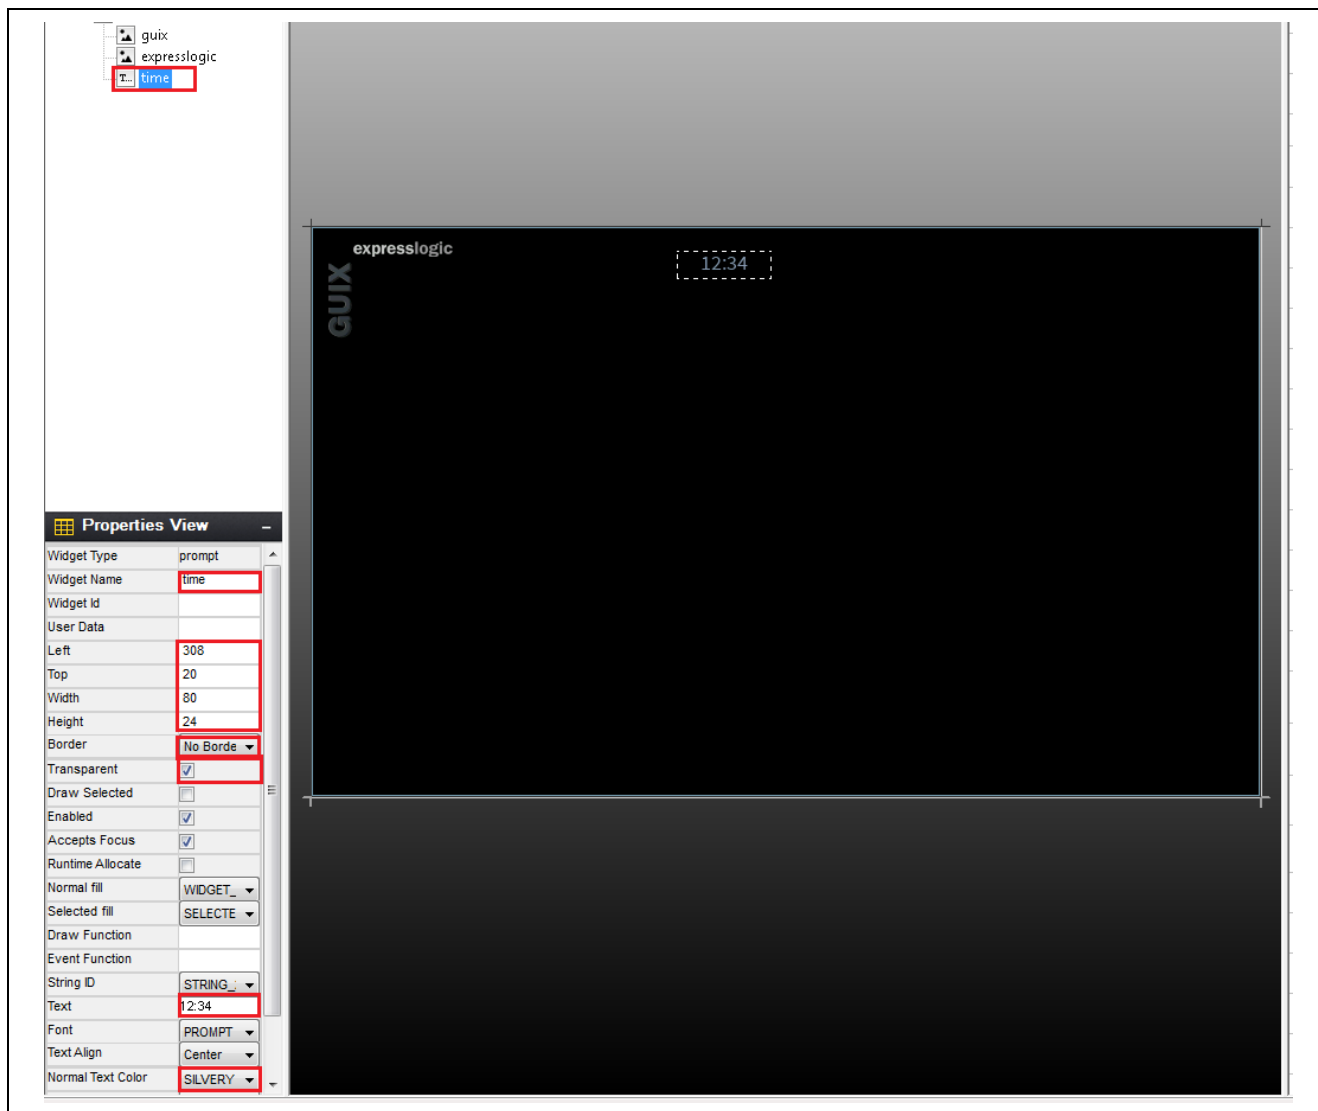 guix
expresslogic
T... time
expresslogic
GUIX
12:34
Properties View
Widget Type prompt
Widget Name time
Widget Id
User Data
Left 308
Top 20
Width 80
Height 24
Border No Borde
Transparent
Draw Selected
Enabled
Accepts Focus
Runtime Allocate
Normal fill WIDGET_
Selected fill SELECTE
Draw Function
Event Function
String ID STRING_
Text 12:34
Font PROMPT
Text Align Center
Normal Text Color SILVERY